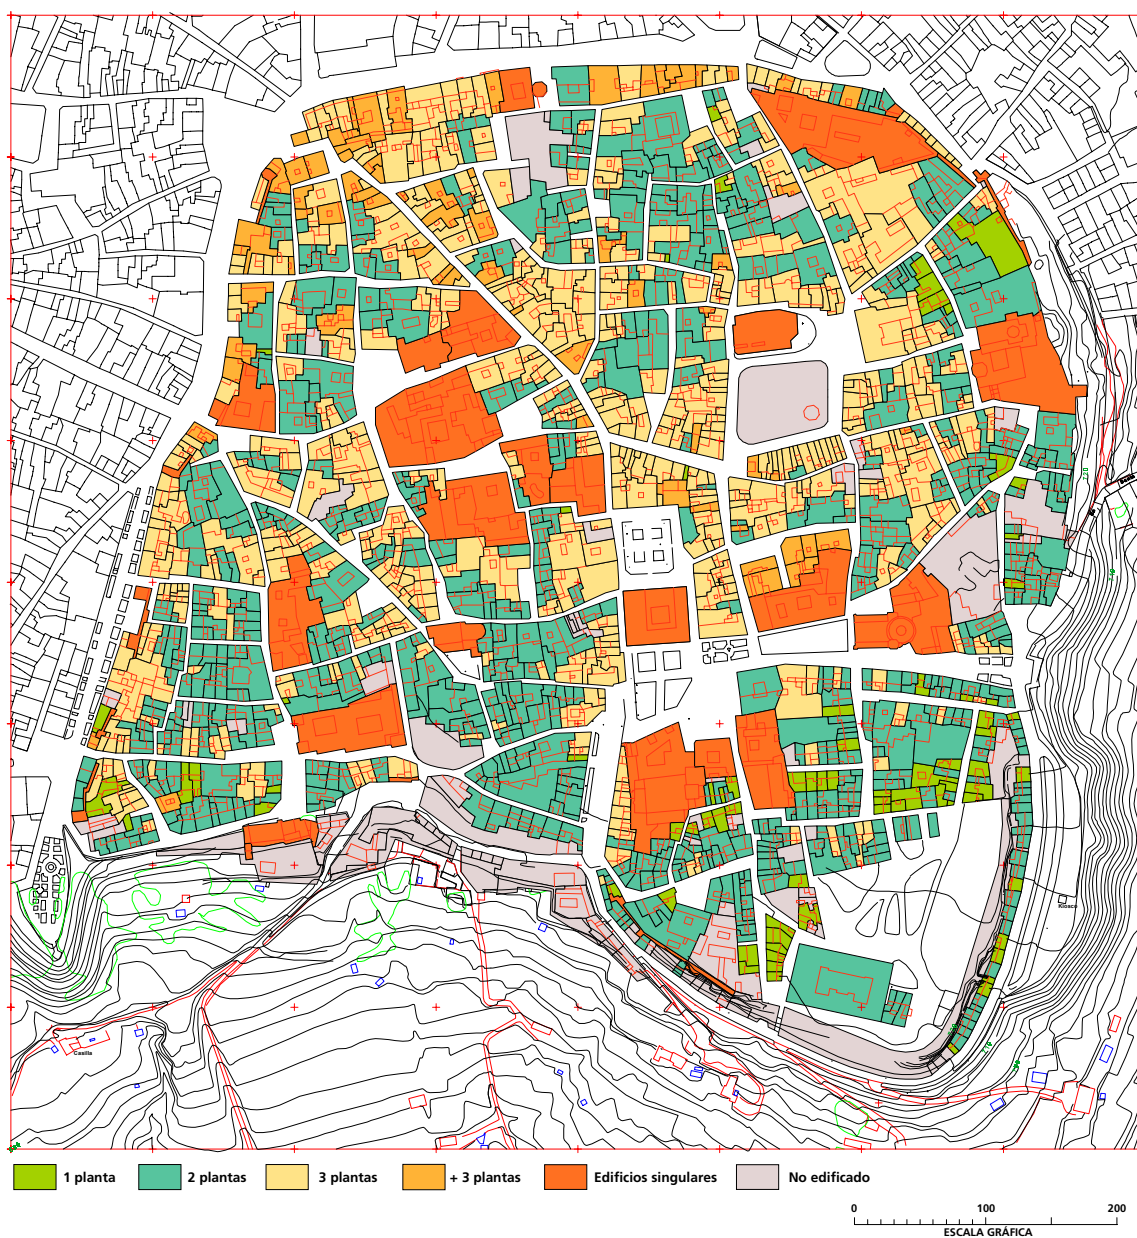 Kiosco
Casilla
1 planta
2 plantas
3 plantas
+ 3 plantas
Edificios singulares
No edificado
0 100 200
ESCALA GRÁFICA